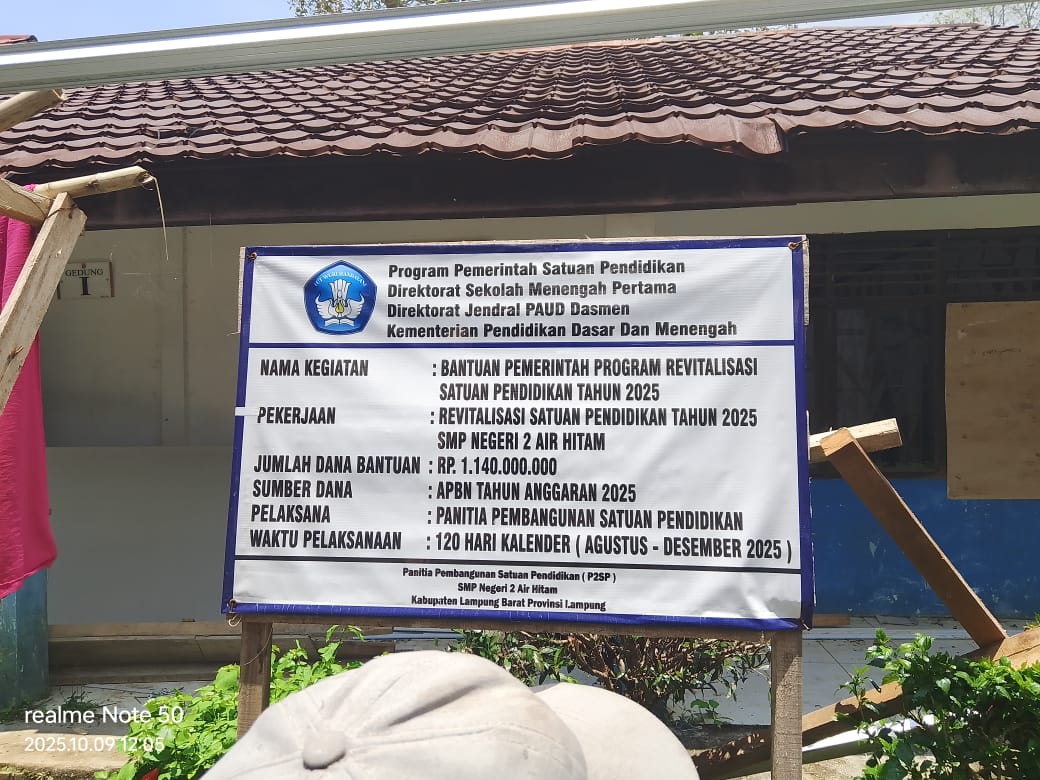 GEDUNG
I
TUT WURI HANDAYANI
Program Pemerintah Satuan Pendidikan
Direktorat Sekolah Menengah Pertama
Direktorat Jendral PAUD Dasmen
Kementerian Pendidikan Dasar Dan Menengah
NAMA KEGIATAN : BANTUAN PEMERINTAH PROGRAM REVITALISASI
SATUAN PENDIDIKAN TAHUN 2025
PEKERJAAN : REVITALISASI SATUAN PENDIDIKAN TAHUN 2025
SMP NEGERI 2 AIR HITAM
JUMLAH DANA BANTUAN : RP. 1.140.000.000
SUMBER DANA : APBN TAHUN ANGGARAN 2025
PELAKSANA : PANITIA PEMBANGUNAN SATUAN PENDIDIKAN
WAKTU PELAKSANAAN : 120 HARI KALENDER ( AGUSTUS - DESEMBER 2025 )
Panitia Pembangunan Satuan Pendidikan ( P2SP )
SMP Negeri 2 Air Hitam
Kabupaten Lampung Barat Provinsi Lampung
realme Note 50
2025.10.09 12:05